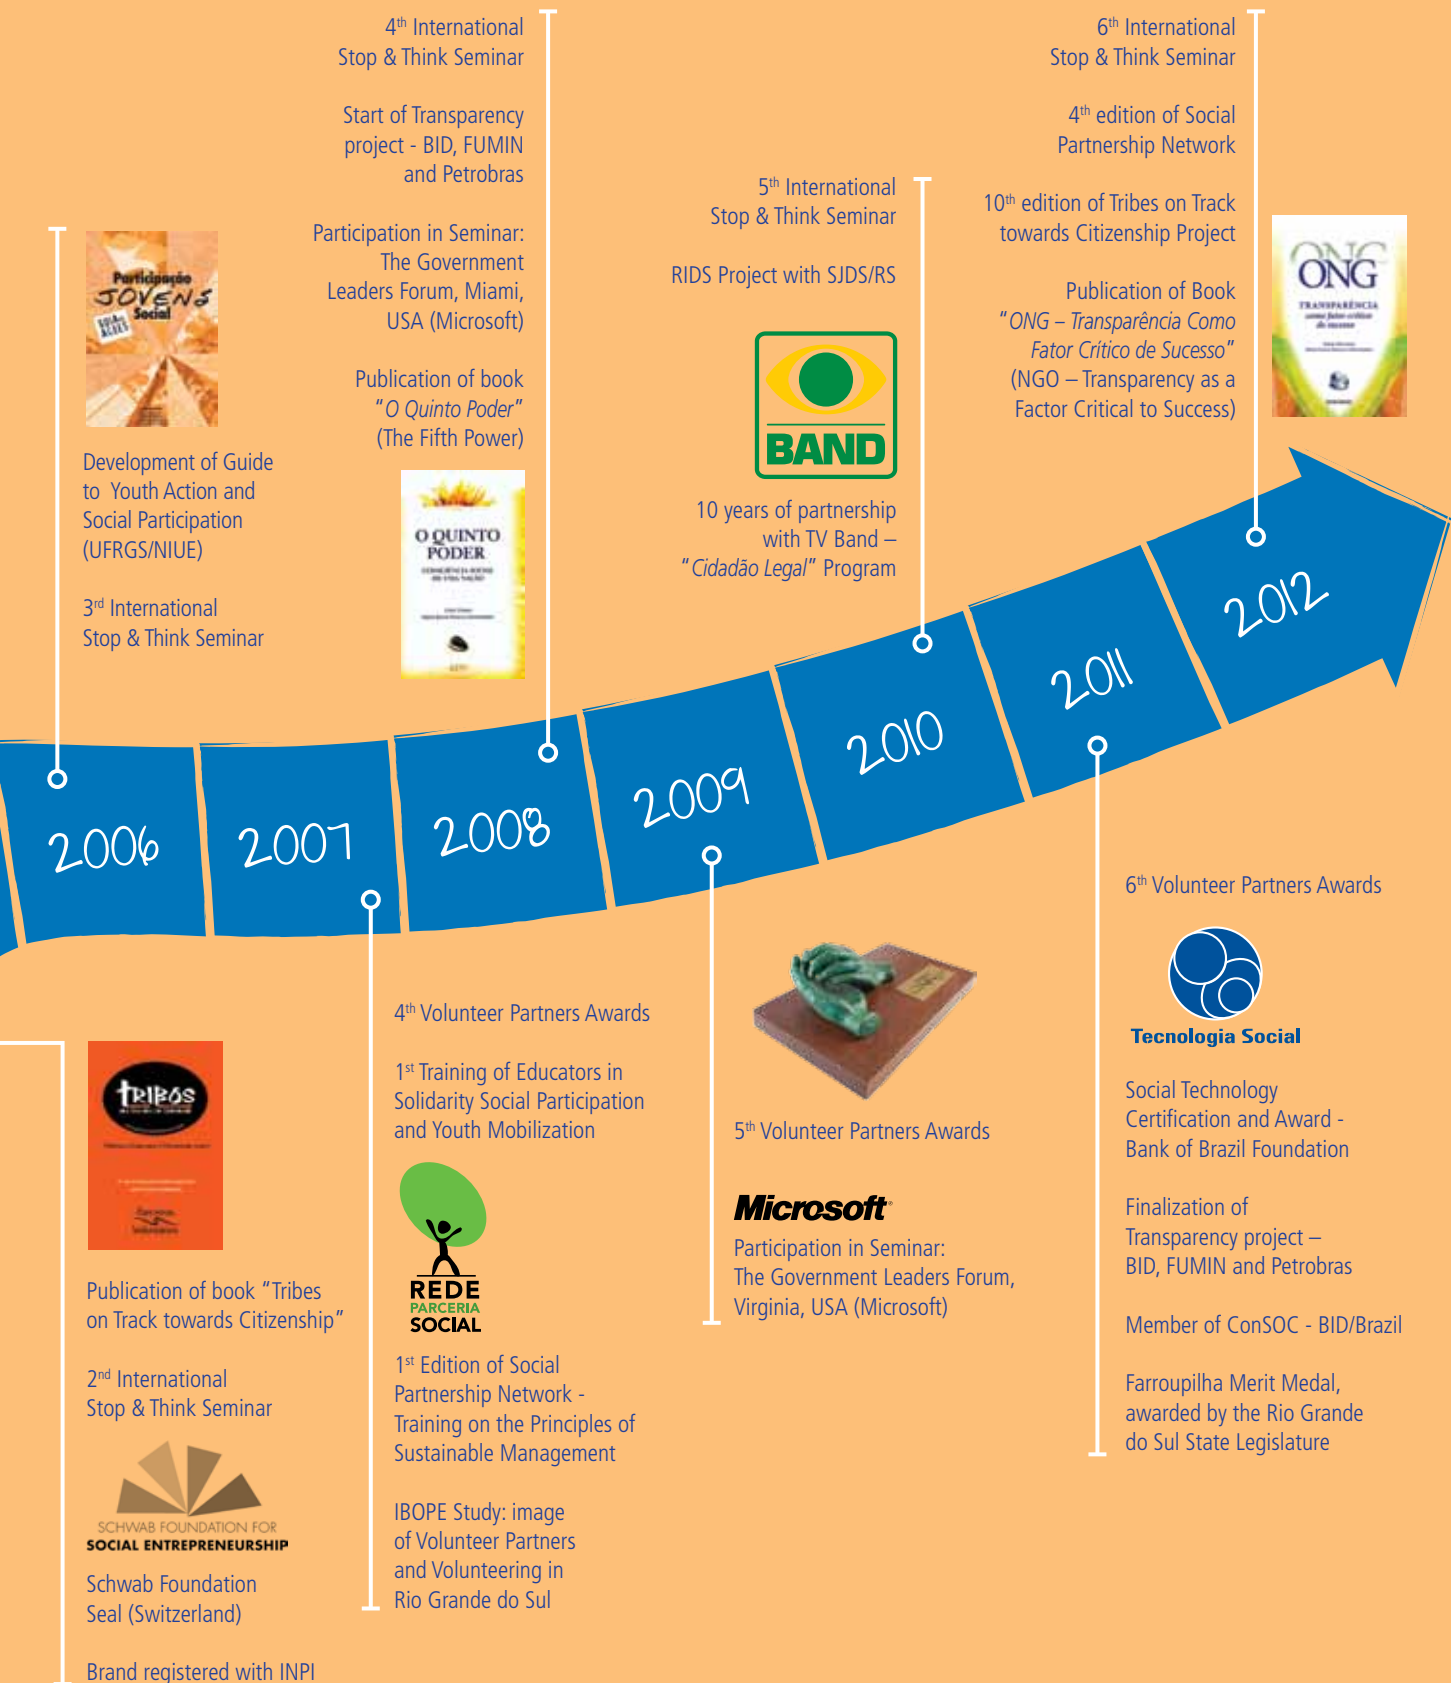 4th International
Stop & Think Seminar
Start of Transparency
project - BID, FUMIN
and Petrobras
Participation in Seminar:
The Government
Leaders Forum, Miami,
USA (Microsoft)
Publication of book
“O Quinto Poder”
(The Fifth Power)
O QUINTO
PODER
6th International
Stop & Think Seminar
4th edition of Social
Partnership Network
10th edition of Tribes on Track
towards Citizenship Project
Publication of Book
“ONG – Transparência Como
Fator Crítico de Sucesso”
(NGO – Transparency as a
Factor Critical to Success)
ONG
ONG
TRANSPARÊNCIA
como fator crítico
de sucesso
5th International
Stop & Think Seminar
RIDS Project with SJDS/RS
BAND
10 years of partnership
with TV Band –
“Cidadão Legal” Program
Participação
JOVENS
Social
GUIA DE
AÇÕES
Development of Guide
to Youth Action and
Social Participation
(UFRGS/NIUE)
3rd International
Stop & Think Seminar
2006
2007
2008
2009
2010
2011
2012
TRIBOS
Parceiros
Voluntários
Publication of book “Tribes
on Track towards Citizenship”
2nd International
Stop & Think Seminar
SCHWAB FOUNDATION FOR
SOCIAL ENTREPRENEURSHIP
Schwab Foundation
Seal (Switzerland)
Brand registered with INPI
4th Volunteer Partners Awards
1st Training of Educators in
Solidarity Social Participation
and Youth Mobilization
REDE
PARCERIA
SOCIAL
1st Edition of Social
Partnership Network -
Training on the Principles of
Sustainable Management
IBOPE Study: image
of Volunteer Partners
and Volunteering in
Rio Grande do Sul
5th Volunteer Partners Awards
Microsoft®
Participation in Seminar:
The Government Leaders Forum,
Virginia, USA (Microsoft)
6th Volunteer Partners Awards
Tecnologia Social
Social Technology
Certification and Award -
Bank of Brazil Foundation
Finalization of
Transparency project –
BID, FUMIN and Petrobras
Member of ConSOC - BID/Brazil
Farroupilha Merit Medal,
awarded by the Rio Grande
do Sul State Legislature